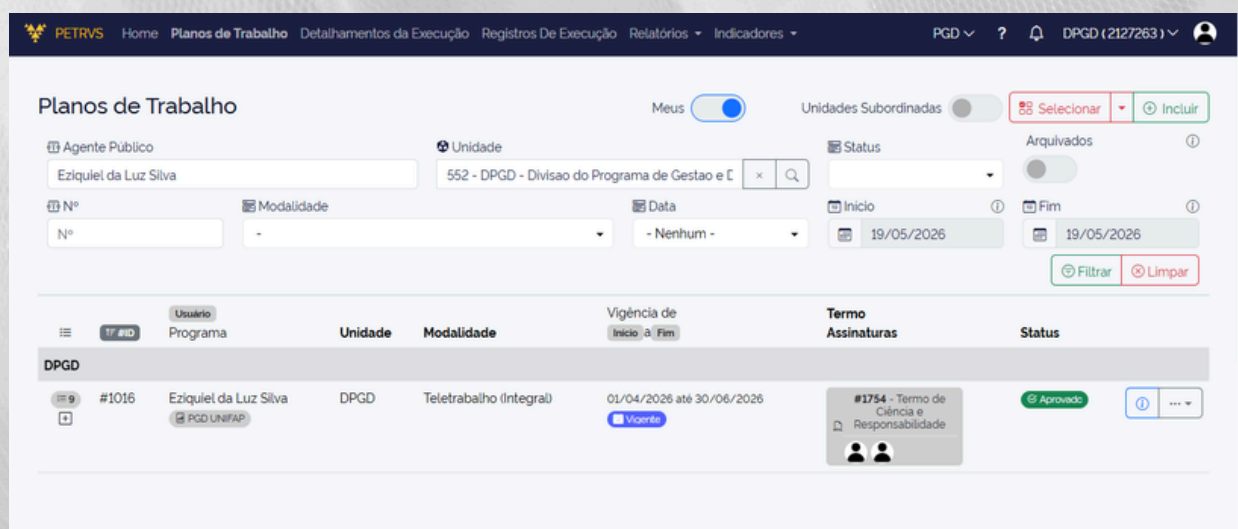 PETRVS Home Planos de Trabalho Detalhamentos da Execução Registros De Execução Relatórios Indicadores PGD ? DPGD ( 2127263 )
Planos de Trabalho Meus Unidades Subordinadas Selecionar Incluir
Agente Público Unidade Status Arquivados
Eziquiel da Luz Silva 552 - DPGD - Divisao do Programa de Gestao e D ×
Nº Modalidade Data Inicio Fim
Nº - - Nenhum - 19/05/2026 19/05/2026
Filtrar Limpar
Usuário Vigência de Termo
#ID Programa Unidade Modalidade Inicio a Fim Assinaturas Status
DPGD
9 #1016 Eziquiel da Luz Silva DPGD Teletrabalho (Integral) 01/04/2026 até 30/06/2026 #1754 - Termo de Aprovado
PGD UNIFAP Vigente Ciência e
Responsabilidade